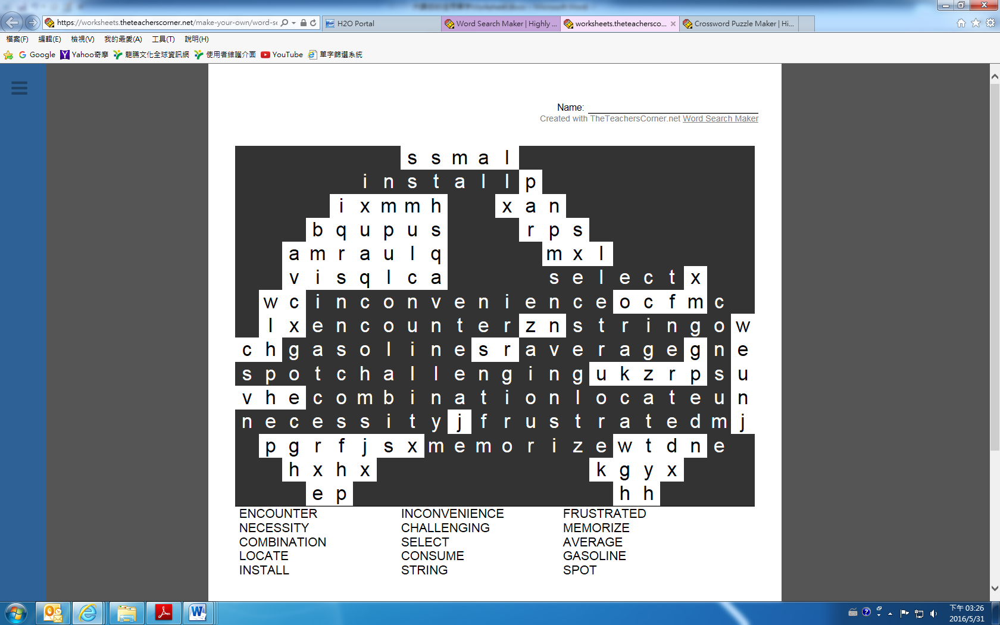 https://worksheets.theteacherscorner.net/make-your-own/word-se
H2O Portal
Word Search Maker | Highly ...
worksheets.theteachersco...
Crossword Puzzle Maker | Hi...
檔案(F) 編輯(E) 檢視(V) 我的最愛(A) 工具(T) 說明(H)
Google Yahoo奇摩 龍騰文化全球資訊網 使用者維護介面 YouTube 單字篩選系統
Name:
Created with TheTeachersCorner.net Word Search Maker
s s m a l
i n s t a l l p
i x m m h x a n
b q u p u s r p s
a m r a u l q m x l
v i s q l c a s e l e c t x
w c i n c o n v e n i e n c e o c f m c
l x e n c o u n t e r z n s t r i n g o w
c h g a s o l i n e s r a v e r a g e g n e
s p o t c h a l l e n g i n g u k z r p s u
v h e c o m b i n a t i o n l o c a t e u n
n e c e s s i t y j f r u s t r a t e d m j
p g r f j s x m e m o r i z e w t d n e
h x h x k g y x
e p h h
ENCOUNTER INCONVENIENCE FRUSTRATED
NECESSITY CHALLENGING MEMORIZE
COMBINATION SELECT AVERAGE
LOCATE CONSUME GASOLINE
INSTALL STRING SPOT
下午 03:26
2016/5/31